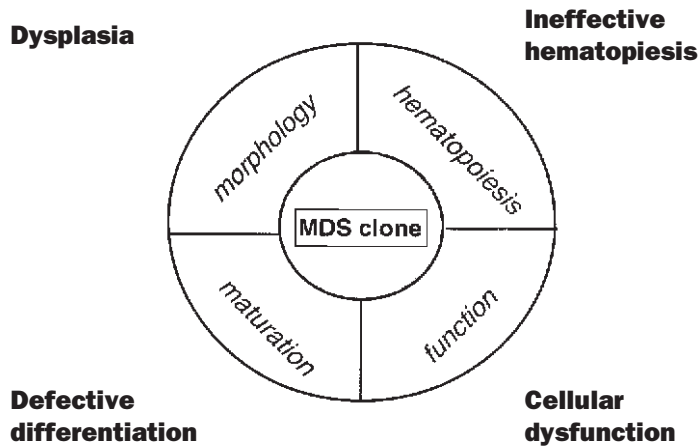 Dysplasia
Ineffective
hematopiesis
morphology
hematopoiesis
MDS clone
maturation
function
Defective
differentiation
Cellular
dysfunction